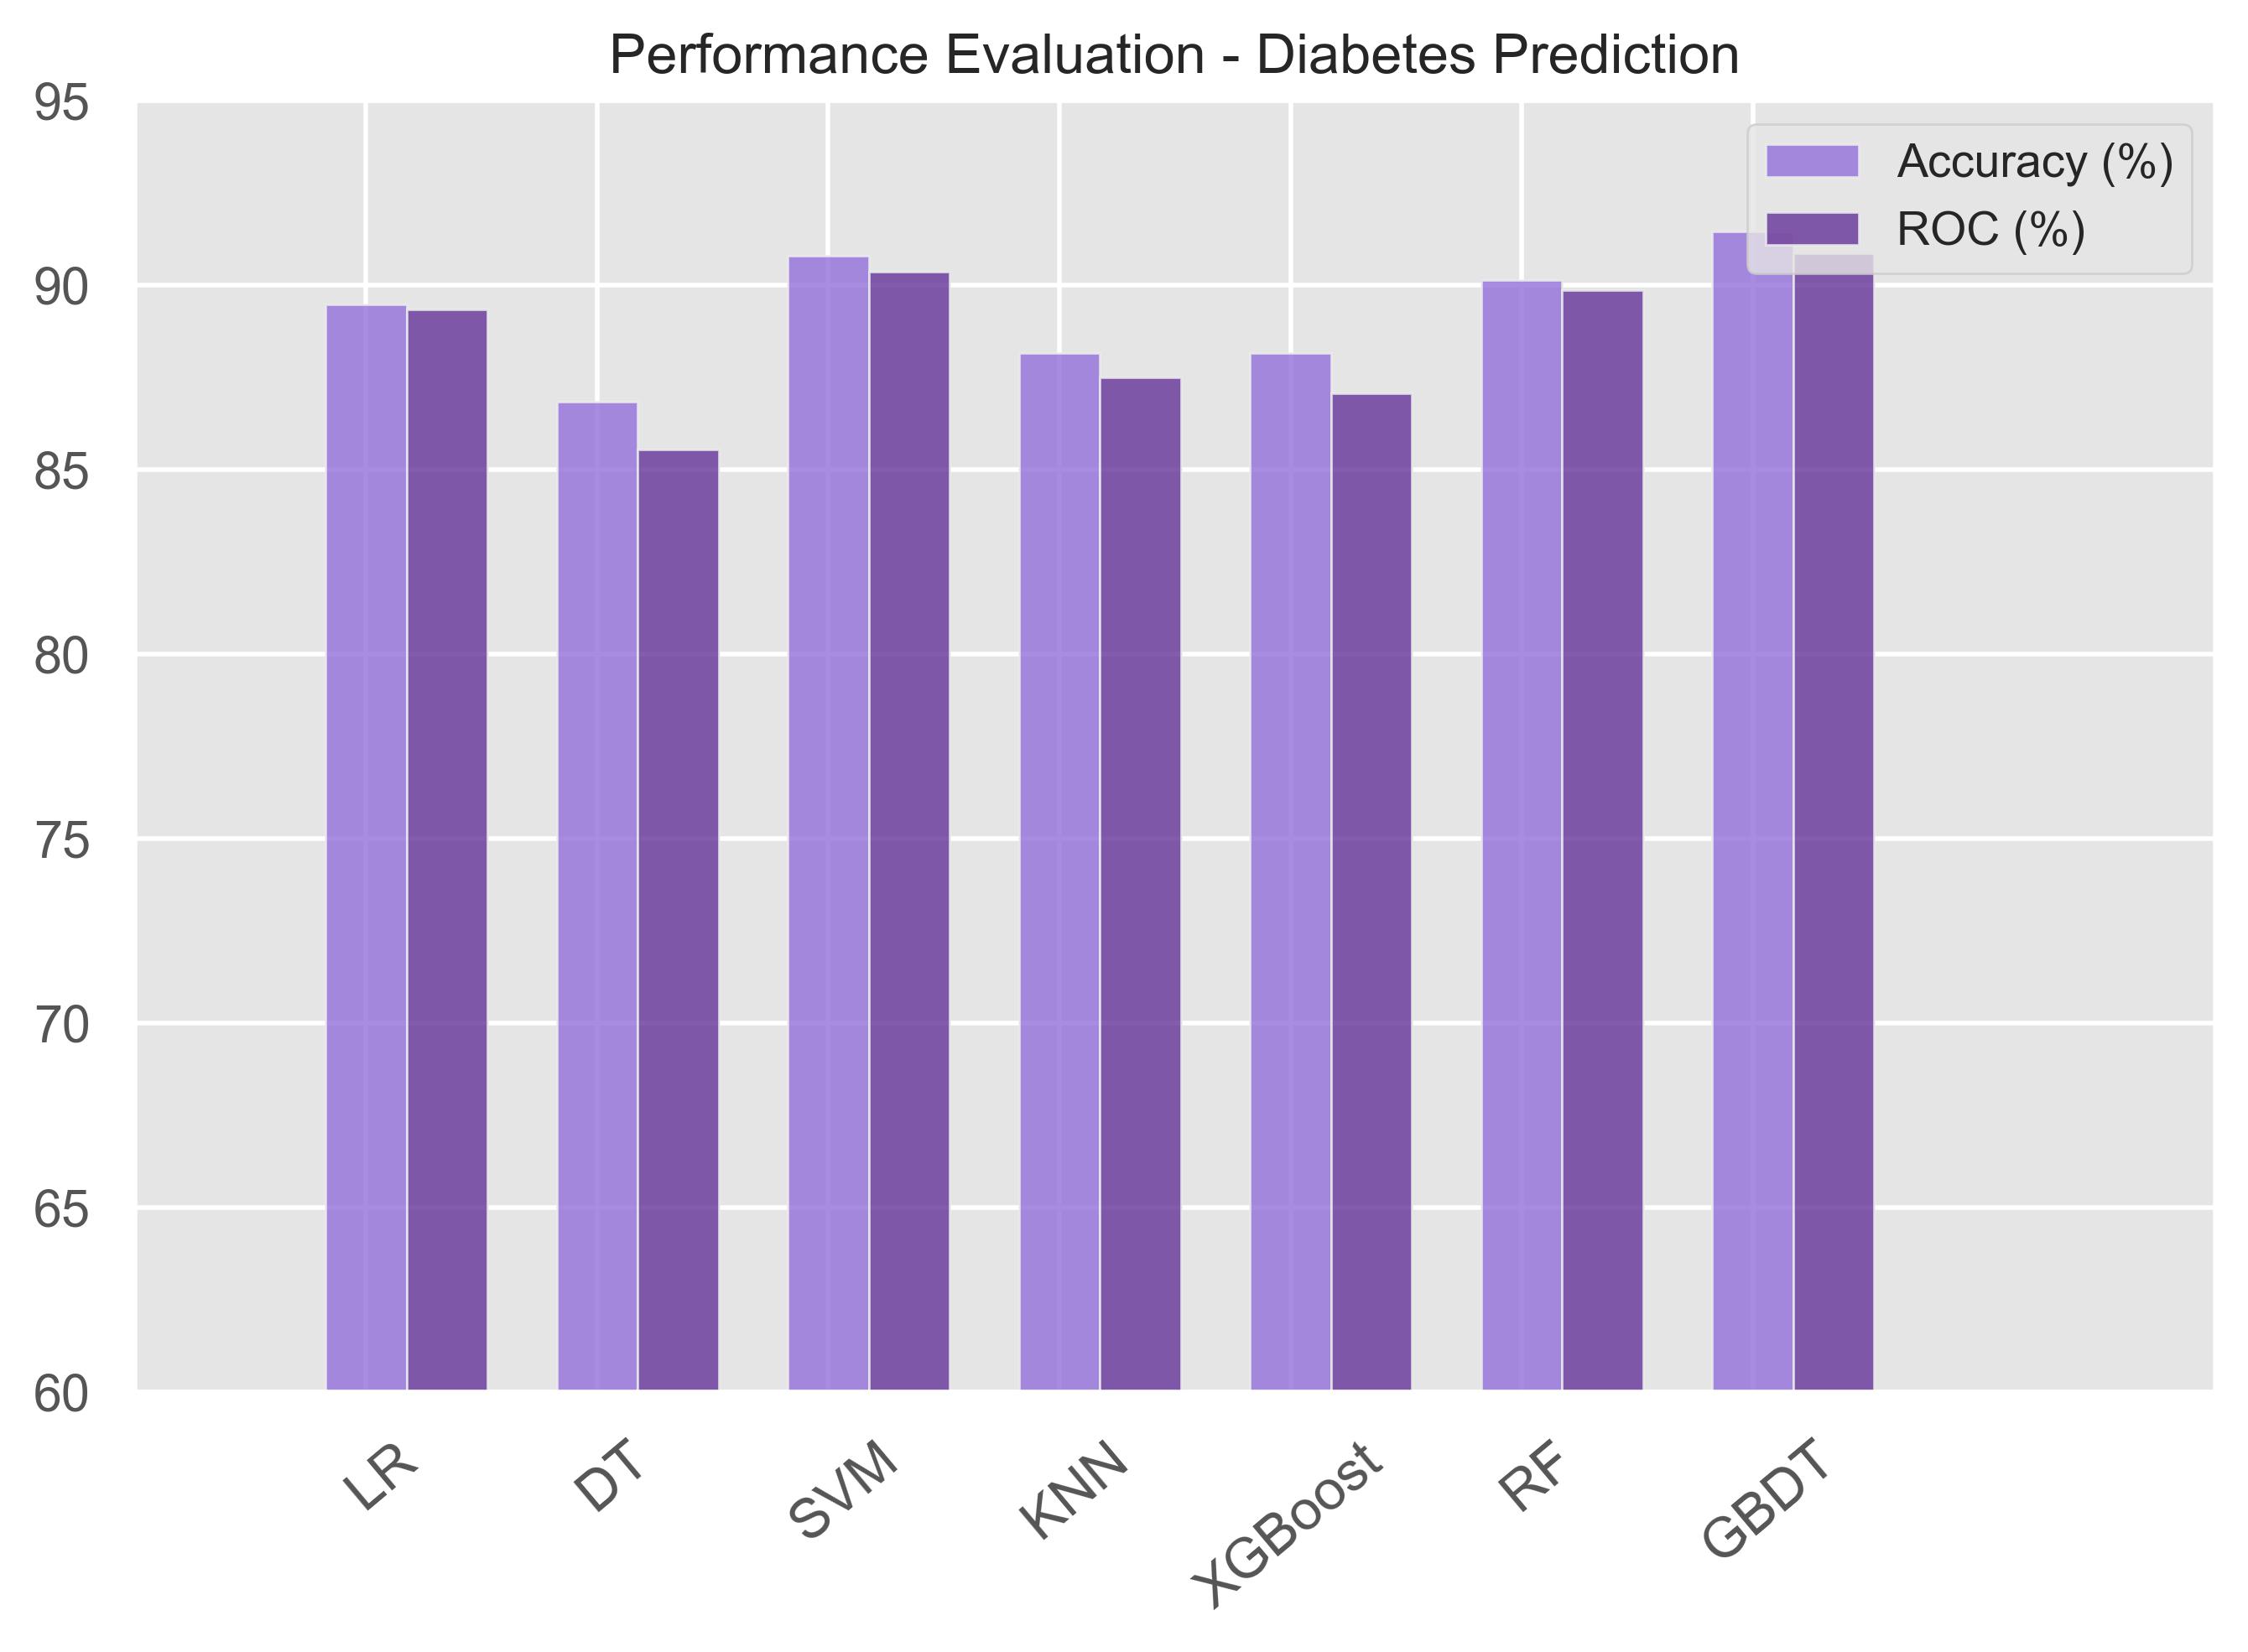 Performance Evaluation - Diabetes Prediction
95
90
85
80
75
70
65
60
Accuracy (%)
ROC (%)
LR
DT
SVM
KNN
XGBoost
RF
GBDT